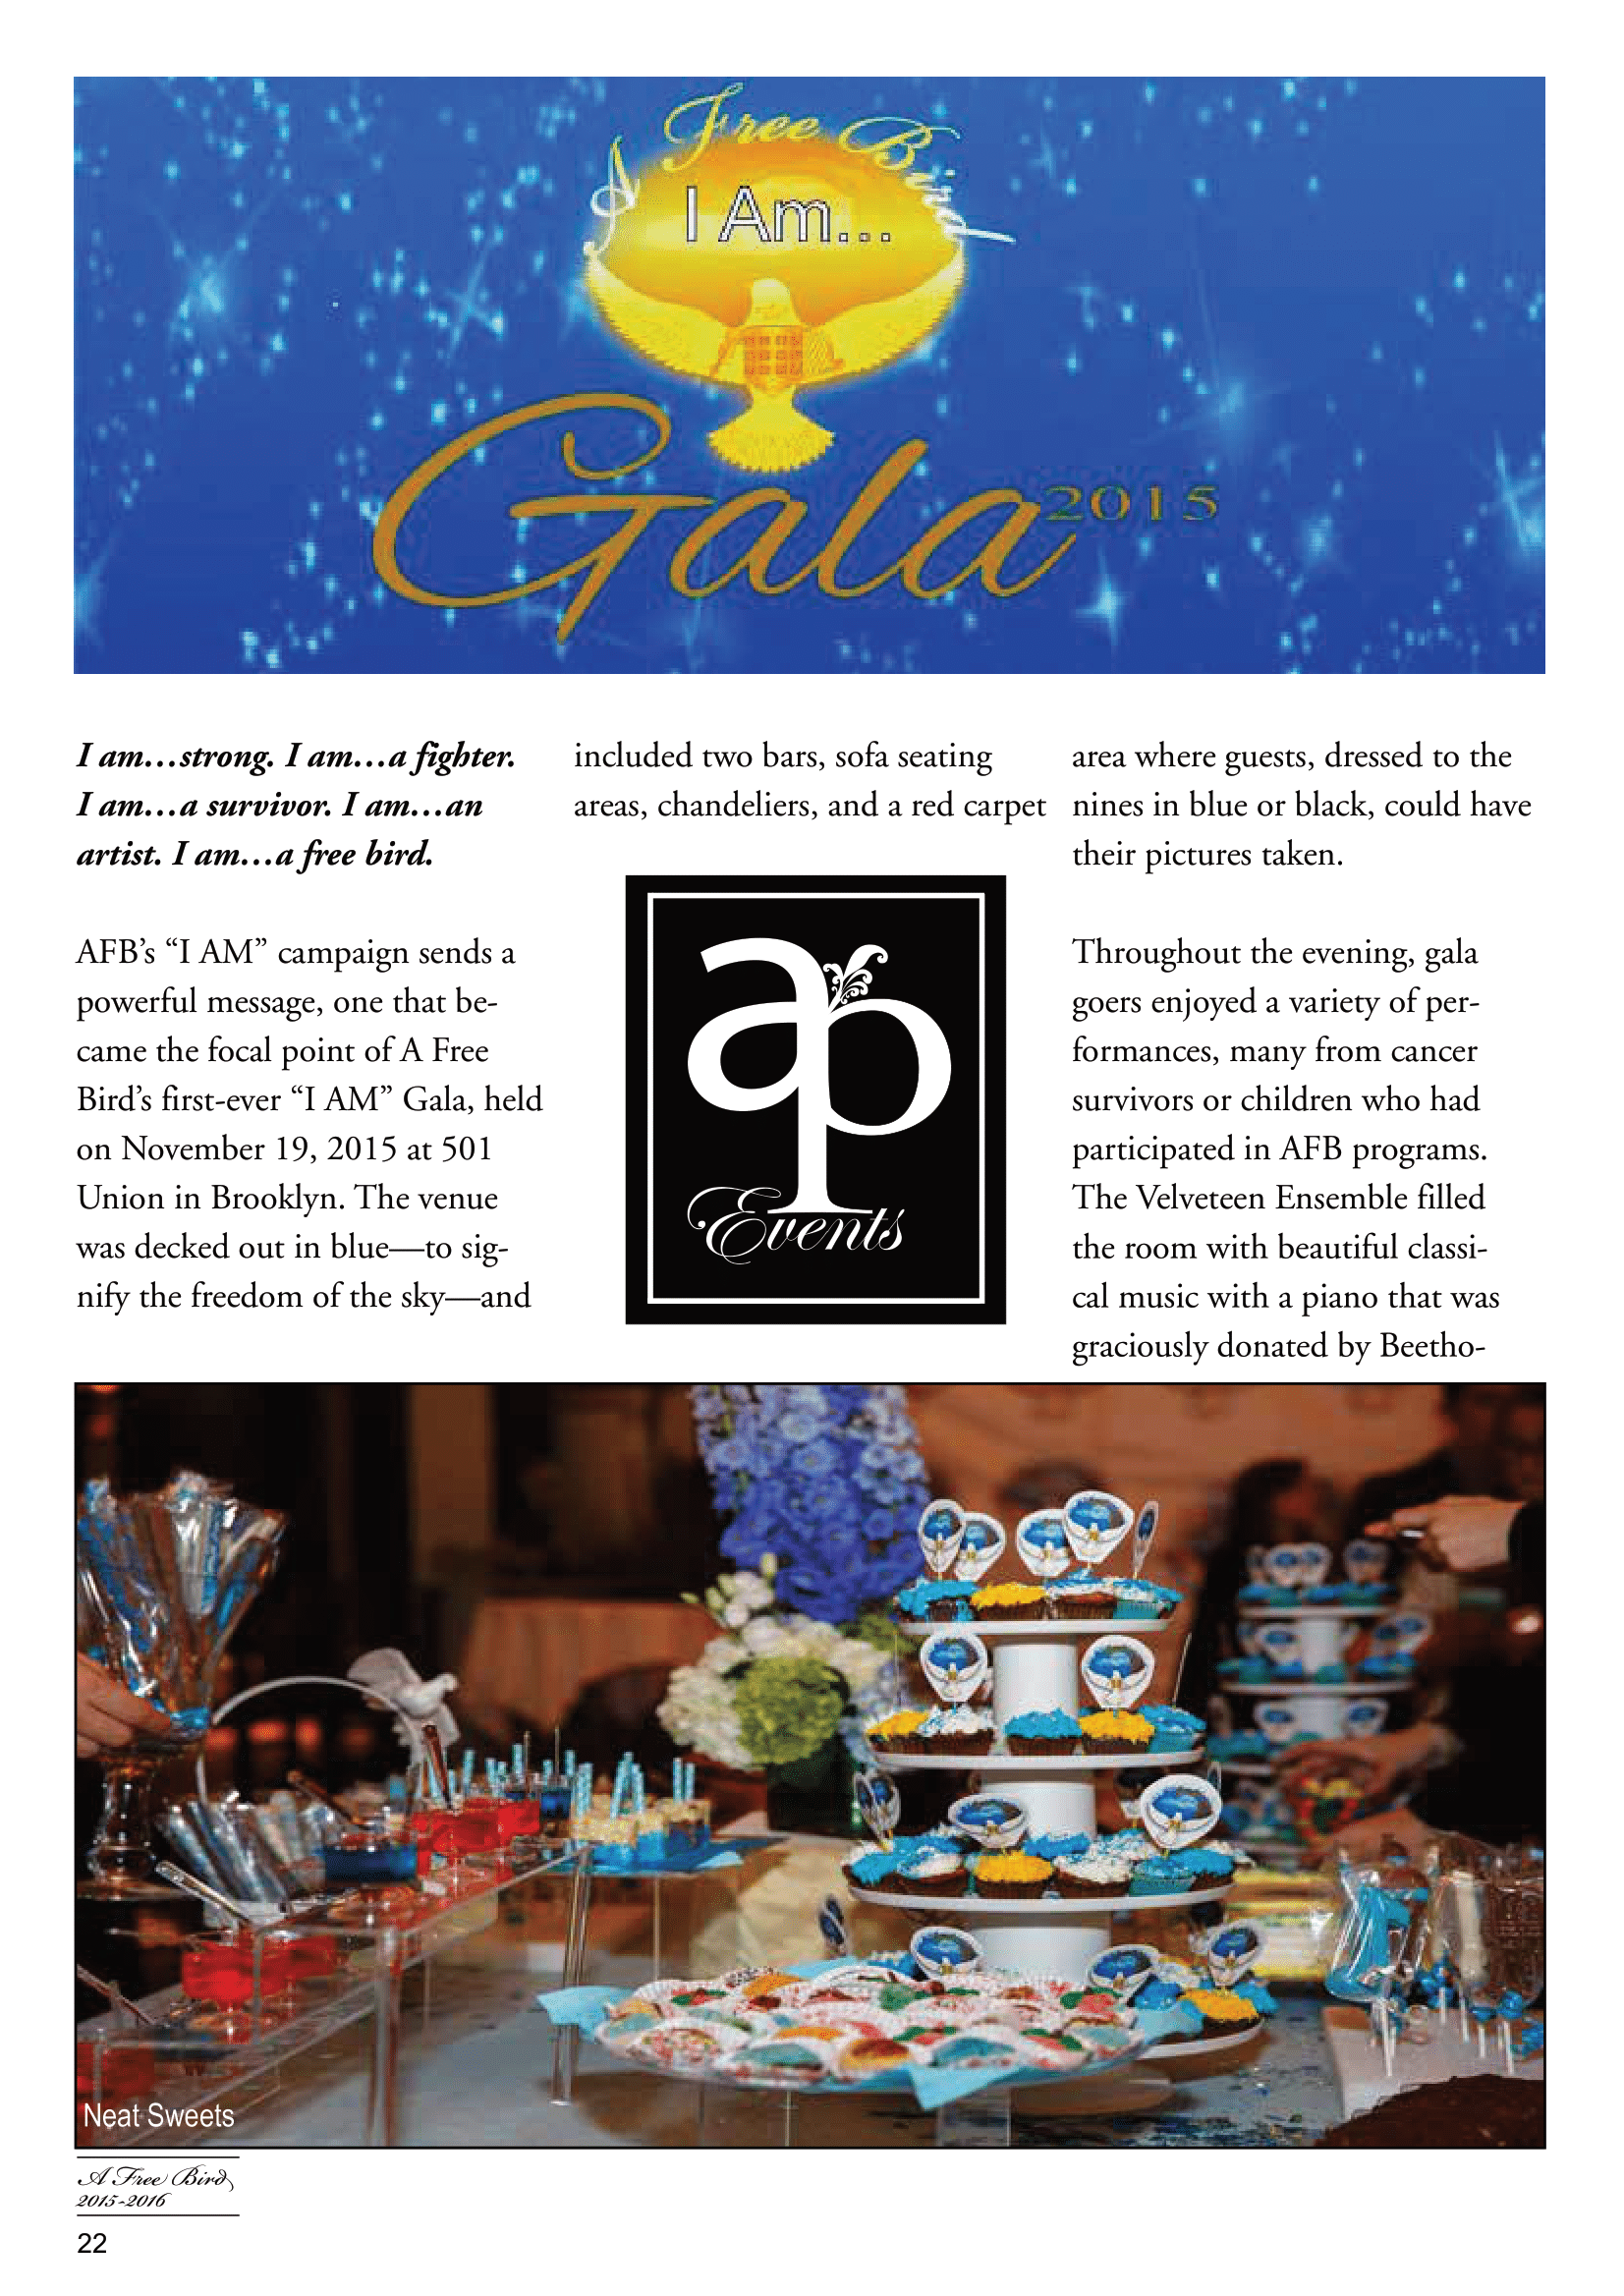 A Free Bird
I Am...
Gala 2015
I am…strong. I am…a fighter.
I am…a survivor. I am…an
artist. I am…a free bird.
AFB’s “I AM” campaign sends a
powerful message, one that be-
came the focal point of A Free
Bird’s first-ever “I AM” Gala, held
on November 19, 2015 at 501
Union in Brooklyn. The venue
was decked out in blue—to sig-
nify the freedom of the sky—and
included two bars, sofa seating
areas, chandeliers, and a red carpet
ap
Events
area where guests, dressed to the
nines in blue or black, could have
their pictures taken.
Throughout the evening, gala
goers enjoyed a variety of per-
formances, many from cancer
survivors or children who had
participated in AFB programs.
The Velveteen Ensemble filled
the room with beautiful classi-
cal music with a piano that was
graciously donated by Beetho-
Neat Sweets
A Free Bird
2015-2016
22